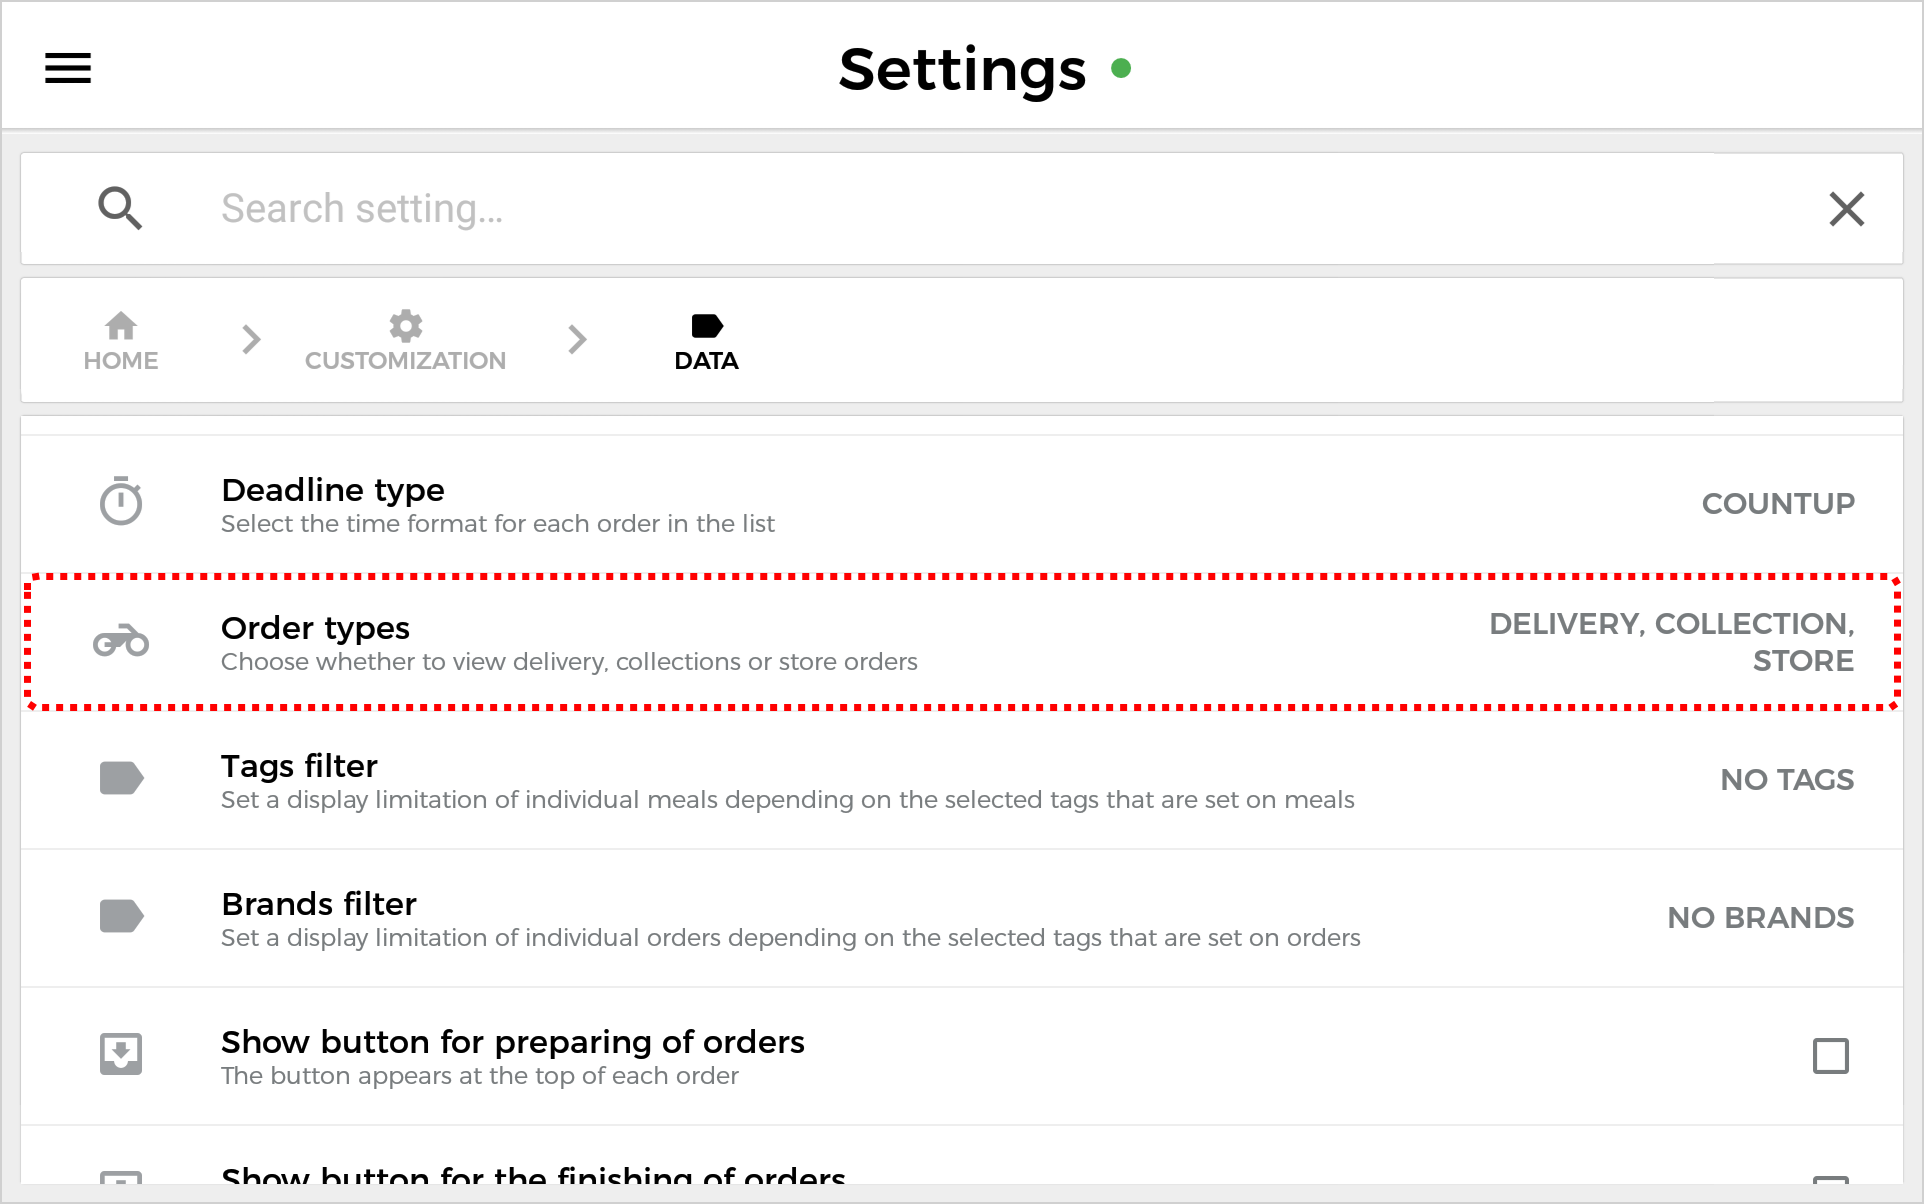 Settings
Search setting...
HOME
CUSTOMIZATION
DATA
Deadline type
Select the time format for each order in the list
COUNTUP
Order types
Choose whether to view delivery, collections or store orders
DELIVERY, COLLECTION,
STORE
Tags filter
Set a display limitation of individual meals depending on the selected tags that are set on meals
NO TAGS
Brands filter
Set a display limitation of individual orders depending on the selected tags that are set on orders
NO BRANDS
Show button for preparing of orders
The button appears at the top of each order
Show button for the finishing of orders